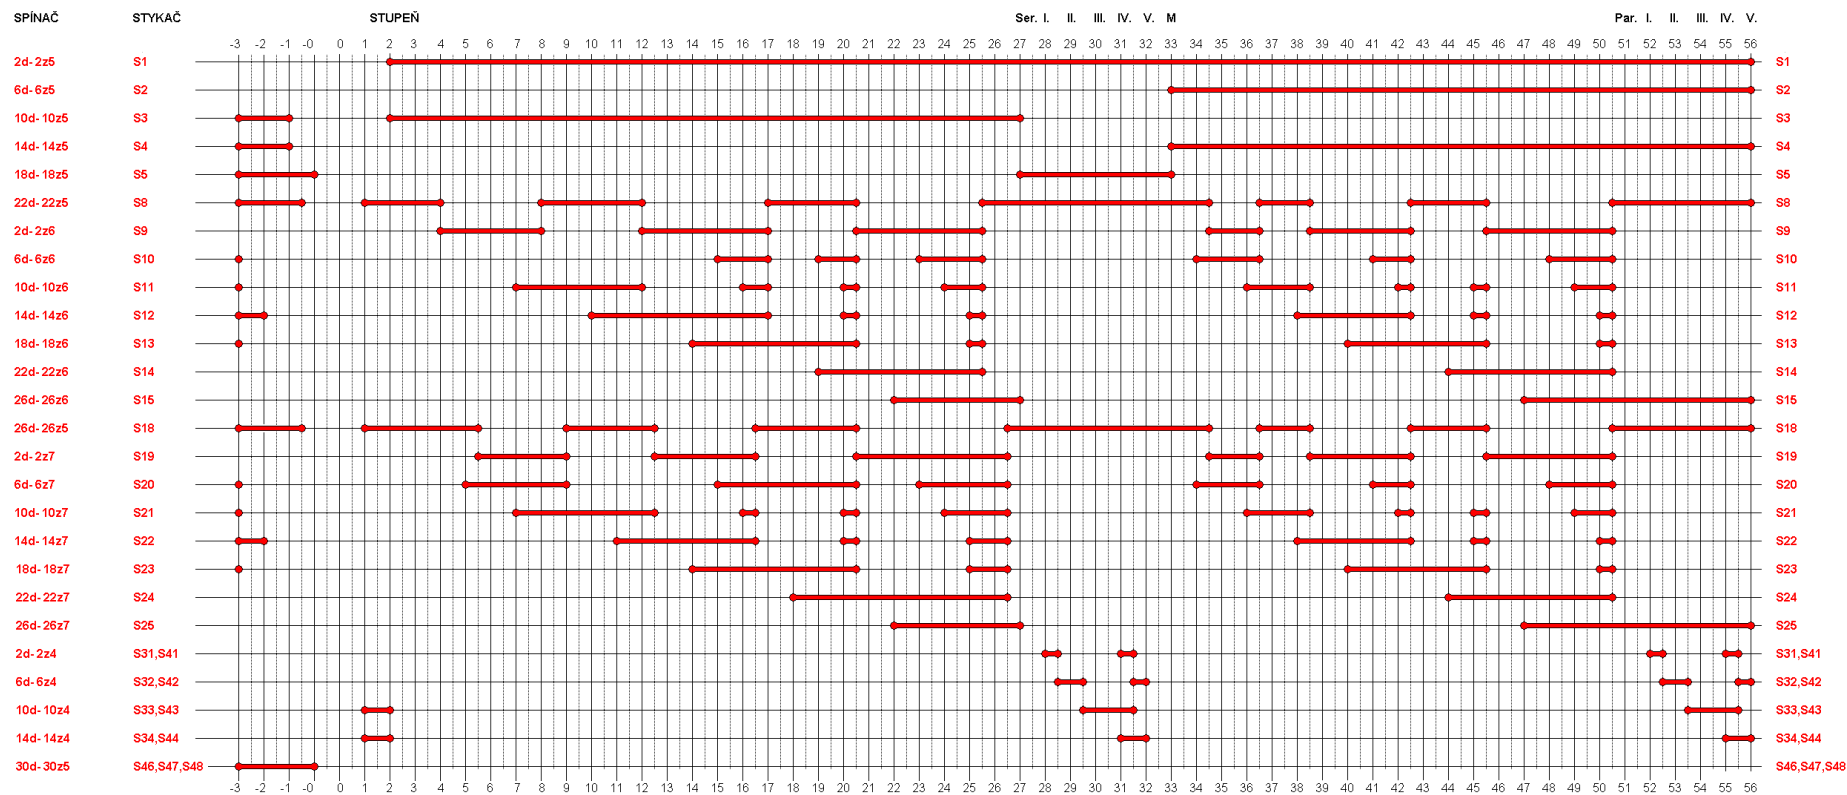 SPÍNAČ STYKAČ STUPEŇ Ser. I. II. III. IV. V. M Par. I. II. III. IV. V.
-3 -2 -1 -0 0 1 2 3 4 5 6 7 8 9 10 11 12 13 14 15 16 17 18 19 20 21 22 23 24 25 26 27 28 29 30 31 32 33 34 35 36 37 38 39 40 41 42 43 44 45 46 47 48 49 50 51 52 53 54 55 56
2d-2z5 S1 S1
6d-6z5 S2 S2
10d-10z5 S3 S3
14d-14z5 S4 S4
18d-18z5 S5 S5
22d-22z5 S8 S8
2d-2z6 S9 S9
6d-6z6 S10 S10
10d-10z6 S11 S11
14d-14z6 S12 S12
18d-18z6 S13 S13
22d-22z6 S14 S14
26d-26z6 S15 S15
26d-26z5 S18 S18
2d-2z7 S19 S19
6d-6z7 S20 S20
10d-10z7 S21 S21
14d-14z7 S22 S22
18d-18z7 S23 S23
22d-22z7 S24 S24
26d-26z7 S25 S25
2d-2z4 S31,S41 S31,S41
6d-6z4 S32,S42 S32,S42
10d-10z4 S33,S43 S33,S43
14d-14z4 S34,S44 S34,S44
30d-30z5 S46,S47,S48 S46,S47,S48
-3 -2 -1 -0 0 1 2 3 4 5 6 7 8 9 10 11 12 13 14 15 16 17 18 19 20 21 22 23 24 25 26 27 28 29 30 31 32 33 34 35 36 37 38 39 40 41 42 43 44 45 46 47 48 49 50 51 52 53 54 55 56